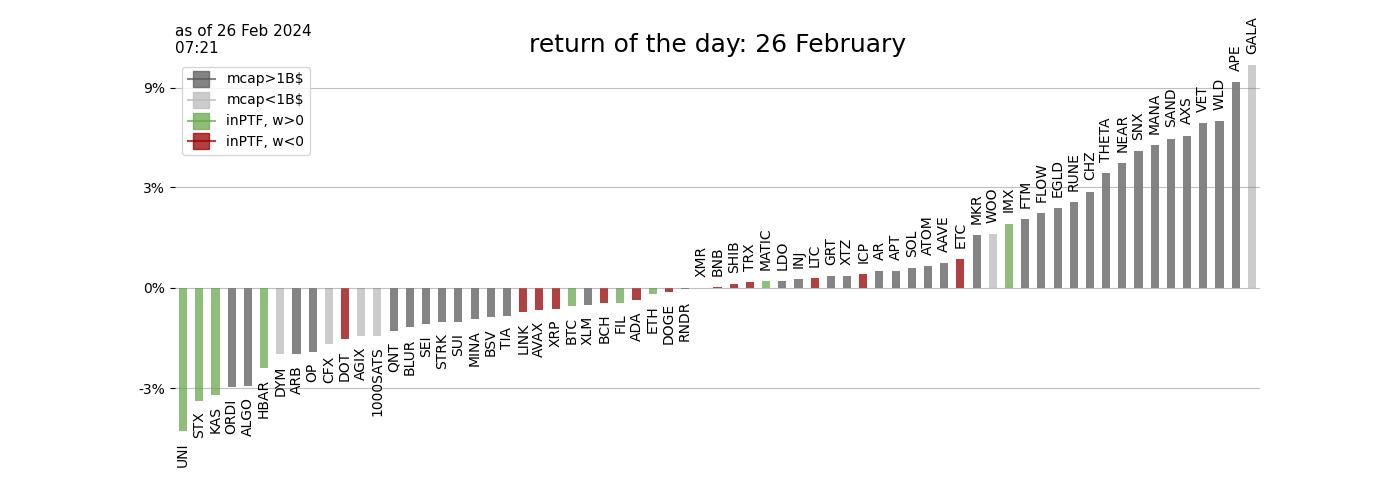 as of 26 Feb 2024
07:21
return of the day: 26 February
mcap>1B$
mcap<1B$
inPTF, w>0
inPTF, w<0
9%
3%
0%
-3%
UNI
STX
KAS
ORDI
ALGO
HBAR
DYM
ARB
OP
CFX
DOT
AGIX
1000SATS
QNT
BLUR
SEI
STRK
SUI
MINA
BSV
TIA
LINK
AVAX
XRP
BTC
XLM
BCH
FIL
ADA
ETH
DOGE
RNDR
XMR
BNB
SHIB
TRX
MATIC
LDO
INJ
LTC
GRT
XTZ
ICP
AR
APT
SOL
ATOM
AAVE
ETC
MKR
WOO
IMX
FTM
FLOW
EGLD
RUNE
CHZ
THETA
NEAR
SNX
MANA
SAND
AXS
VET
WLD
APE
GALA